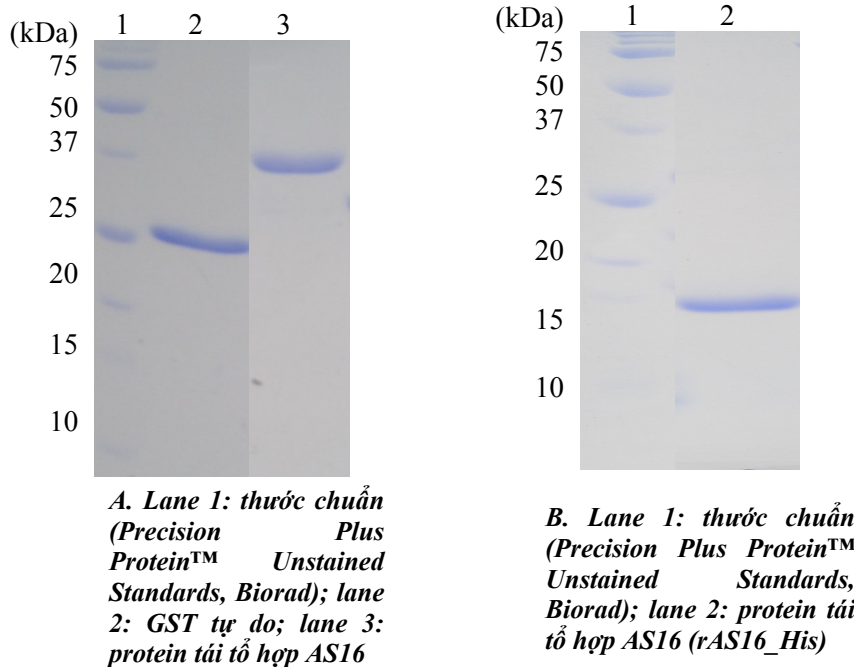 (kDa) 1 2 3
75
50
37
25
20
15
10
A. Lane 1: thước chuẩn
(Precision Plus
Protein™ Unstained
Standards, Biorad); lane
2: GST tự do; lane 3:
protein tái tổ hợp AS16
(kDa) 1 2
75
50
37
25
20
15
10
B. Lane 1: thước chuẩn
(Precision Plus Protein™
Unstained Standards,
Biorad); lane 2: protein tái
tổ hợp AS16 (rAS16_His)